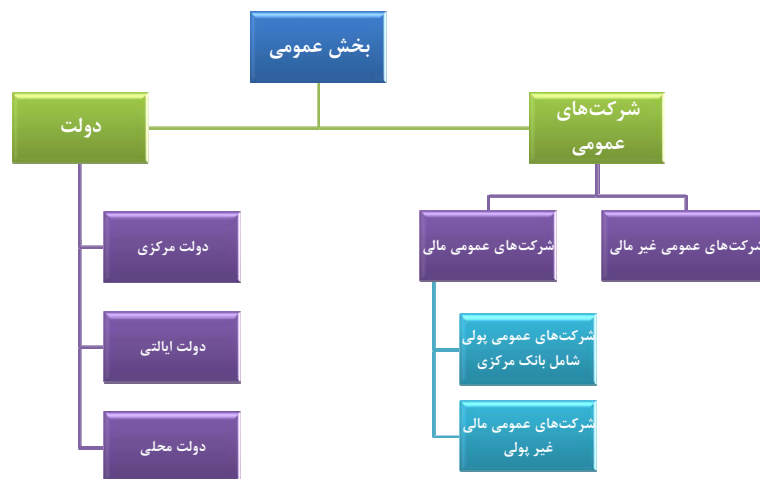 بخش عمومی
شرکت‌های
عمومی
دولت
شرکت‌های عمومی غیر مالی
شرکت‌های عمومی مالی
شرکت‌های عمومی پولی
شامل بانک مرکزی
شرکت‌های عمومی مالی
غیر پولی
دولت مرکزی
دولت ایالتی
دولت محلی